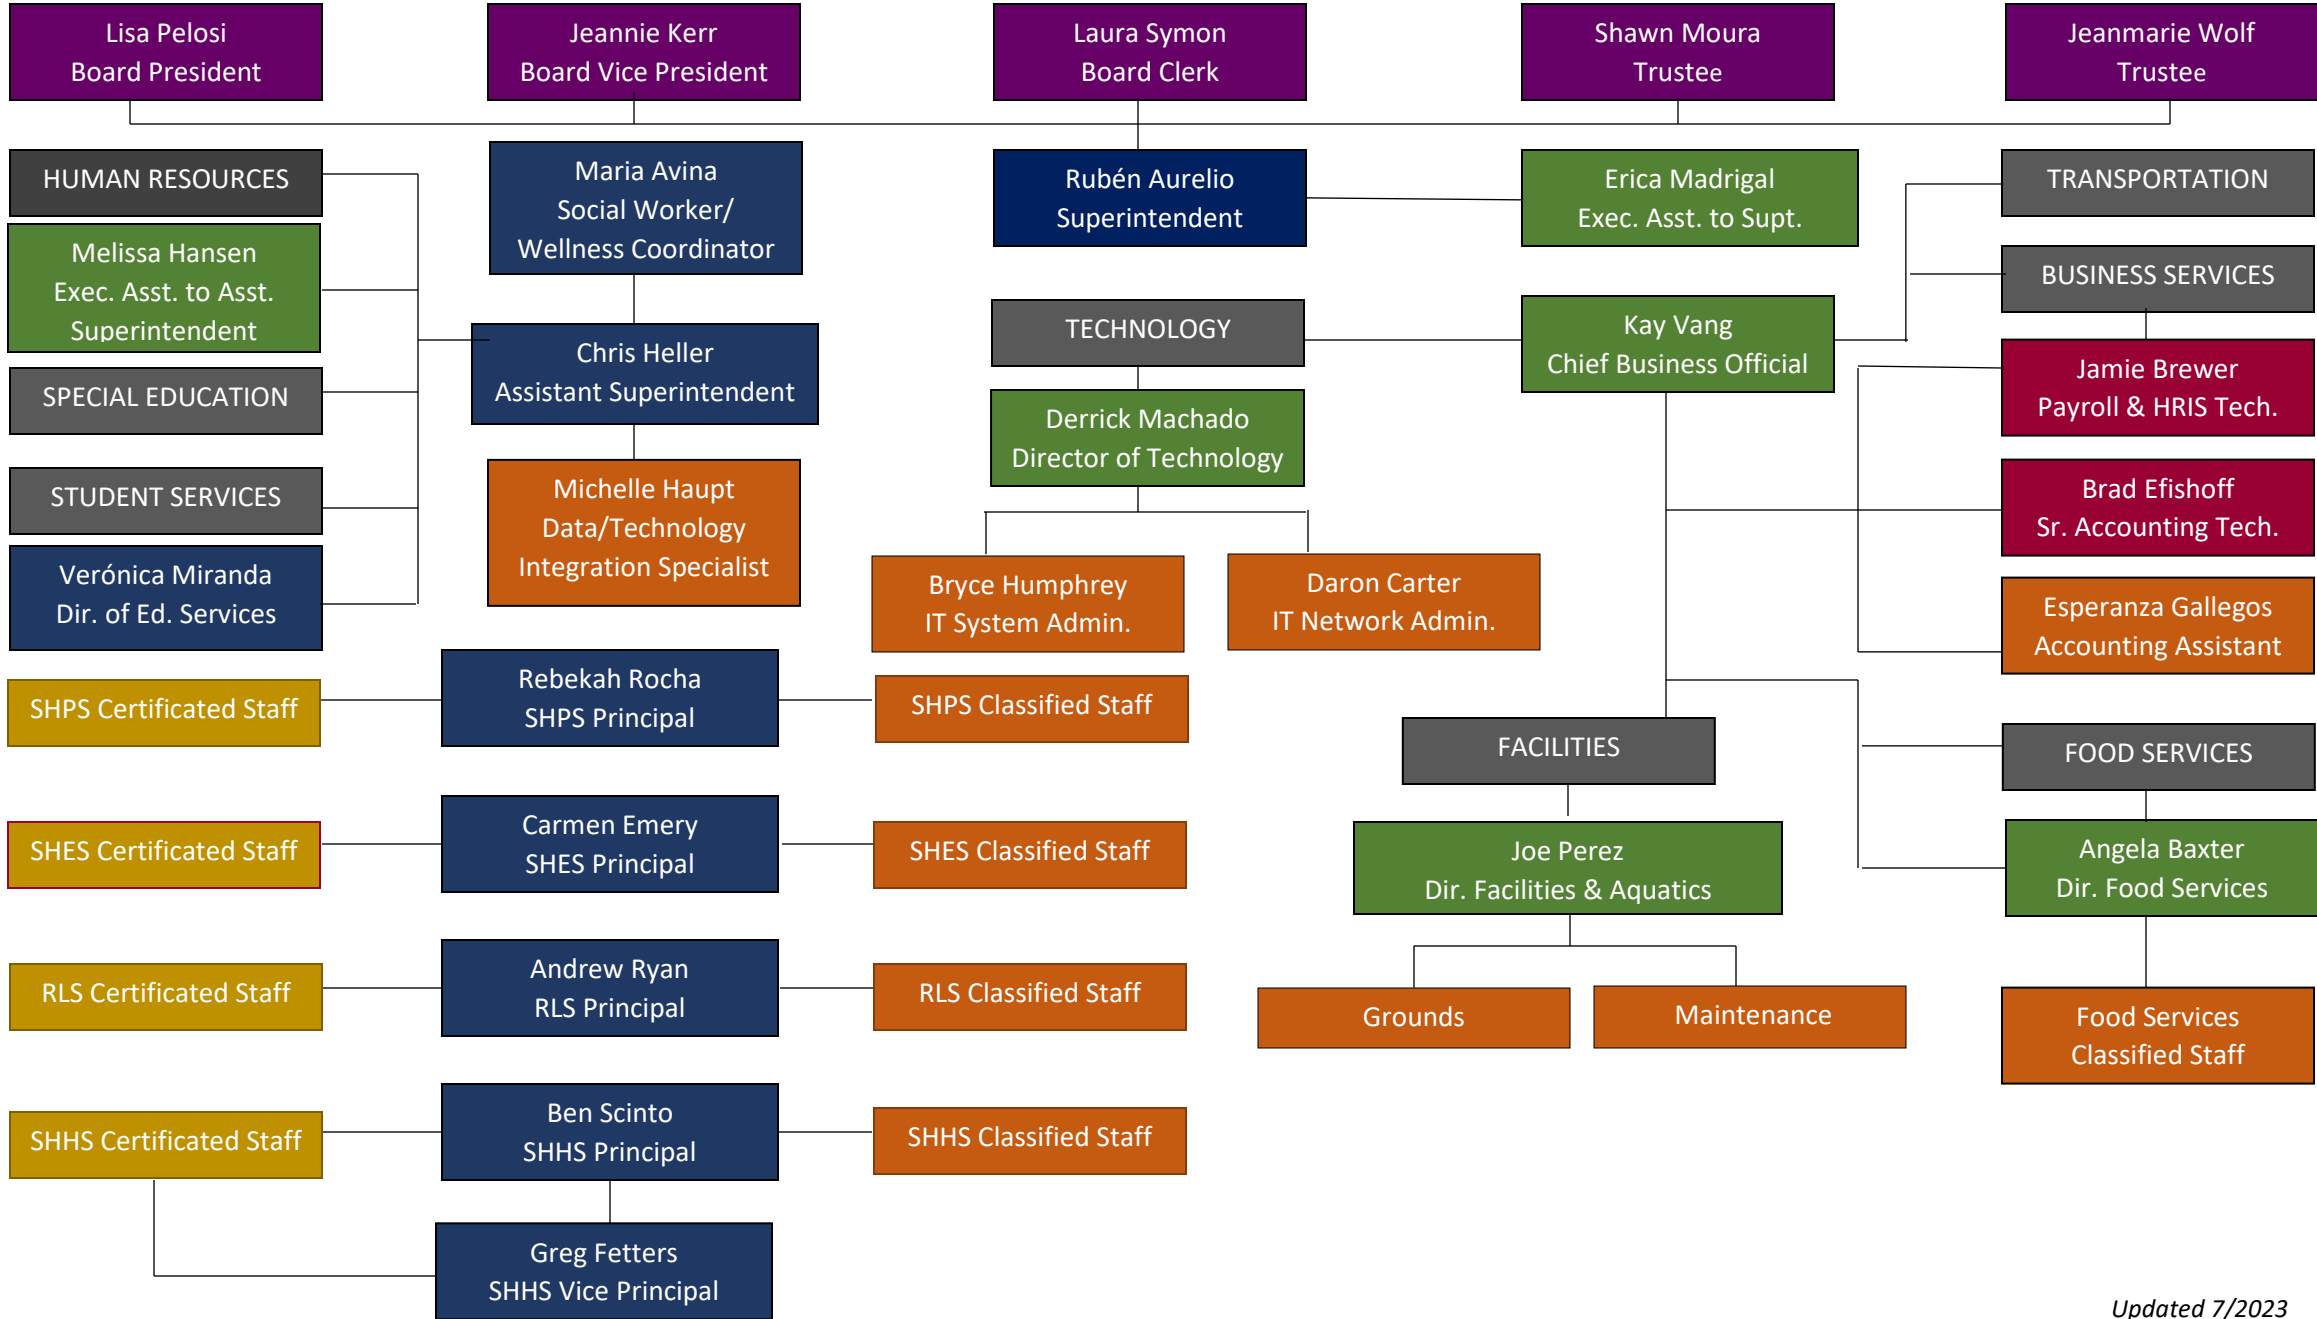 Lisa Pelosi
Board President
Jeannie Kerr
Board Vice President
Laura Symon
Board Clerk
Shawn Moura
Trustee
Jeanmarie Wolf
Trustee
HUMAN RESOURCES
Melissa Hansen
Exec. Asst. to Asst.
Superintendent
SPECIAL EDUCATION
STUDENT SERVICES
Verónica Miranda
Dir. of Ed. Services
Maria Avina
Social Worker/
Wellness Coordinator
Chris Heller
Assistant Superintendent
Michelle Haupt
Data/Technology
Integration Specialist
Rubén Aurelio
Superintendent
Erica Madrigal
Exec. Asst. to Supt.
TECHNOLOGY
Kay Vang
Chief Business Official
Derrick Machado
Director of Technology
Bryce Humphrey
IT System Admin.
Daron Carter
IT Network Admin.
TRANSPORTATION
BUSINESS SERVICES
Jamie Brewer
Payroll & HRIS Tech.
Brad Efishoff
Sr. Accounting Tech.
Esperanza Gallegos
Accounting Assistant
SHPS Certificated Staff
Rebekah Rocha
SHPS Principal
SHPS Classified Staff
SHES Certificated Staff
Carmen Emery
SHES Principal
SHES Classified Staff
RLS Certificated Staff
Andrew Ryan
RLS Principal
RLS Classified Staff
SHHS Certificated Staff
Ben Scinto
SHHS Principal
SHHS Classified Staff
Greg Fetters
SHHS Vice Principal
FACILITIES
Joe Perez
Dir. Facilities & Aquatics
Grounds
Maintenance
FOOD SERVICES
Angela Baxter
Dir. Food Services
Food Services
Classified Staff
Updated 7/2023